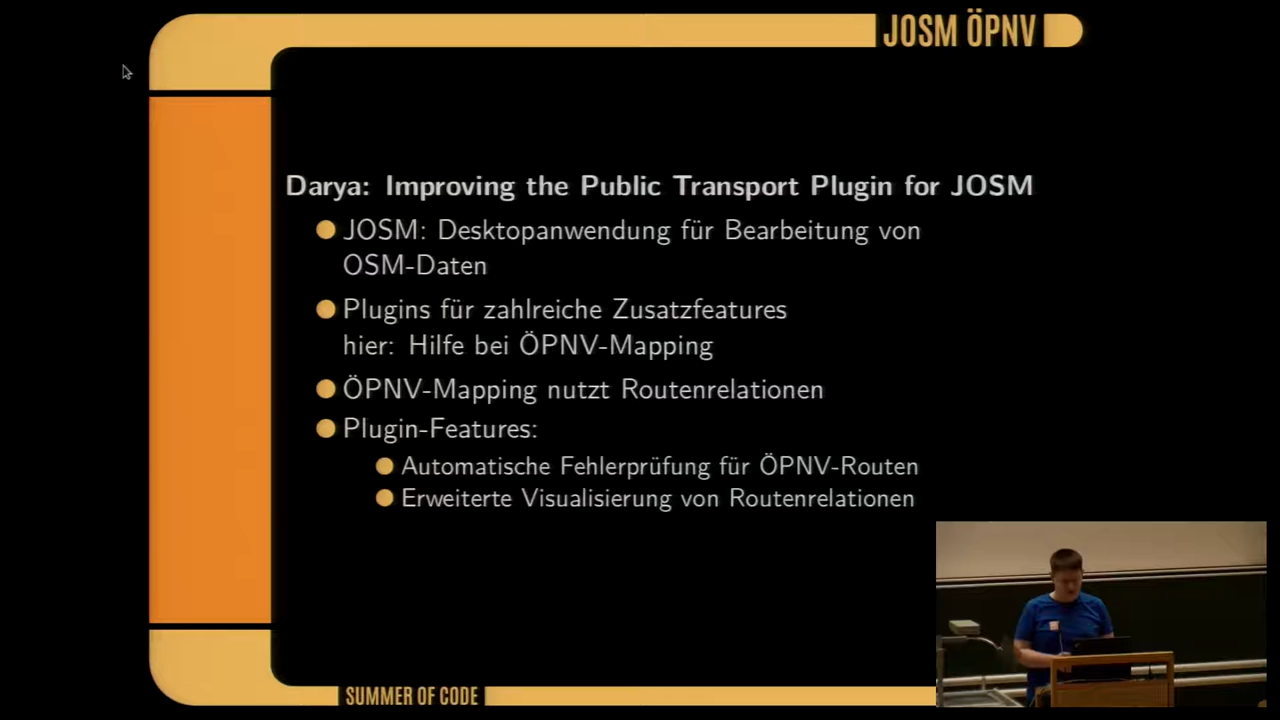 JOSM ÖPNV
Darya: Improving the Public Transport Plugin for JOSM
JOSM: Desktopanwendung für Bearbeitung von
OSM-Daten
Plugins für zahlreiche Zusatzfeatures
hier: Hilfe bei ÖPNV-Mapping
ÖPNV-Mapping nutzt Routenrelationen
Plugin-Features:
Automatische Fehlerprüfung für ÖPNV-Routen
Erweiterte Visualisierung von Routenrelationen
SUMMER OF CODE